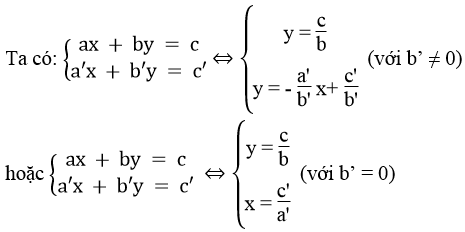 Ta có: { ax + by = c ; a'x + b'y = c' ⇔ { y = c/b ; y = - a'/b' x + c'/b' (với b' ≠ 0)
hoặc { ax + by = c ; a'x + b'y = c' ⇔ { y = c/b ; x = c'/a' (với b' = 0)